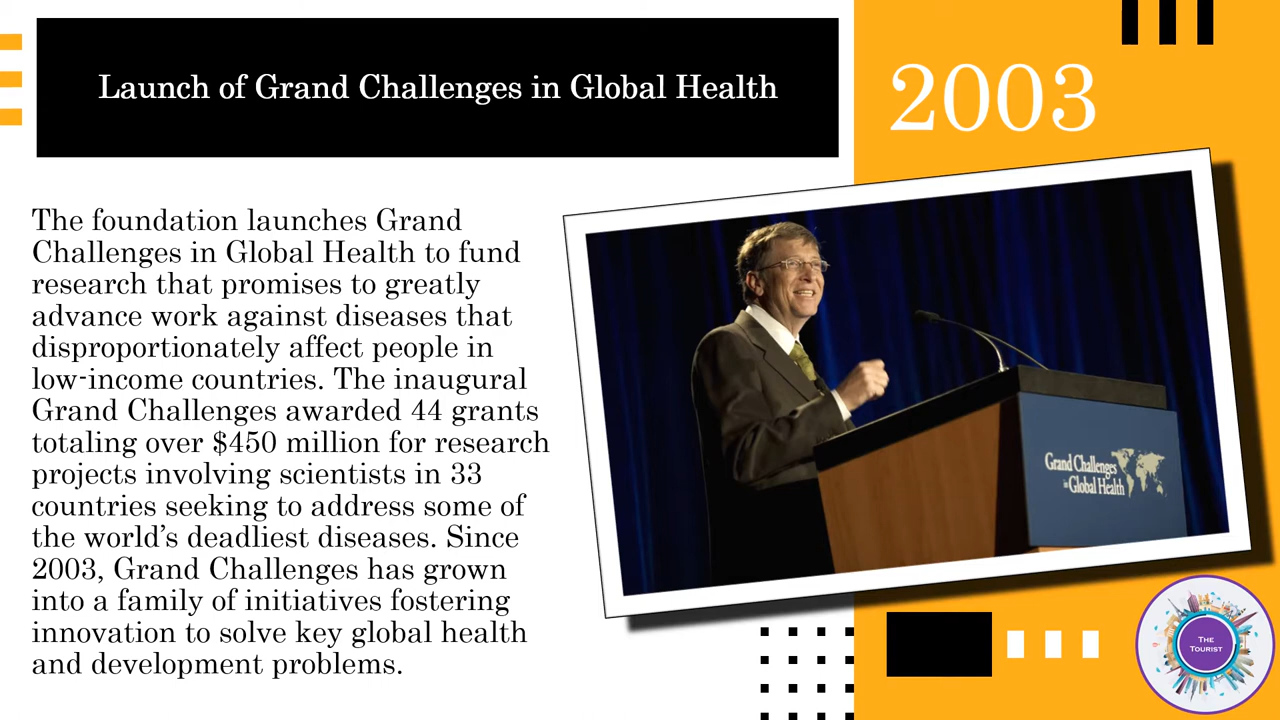 Launch of Grand Challenges in Global Health
2003
The foundation launches Grand
Challenges in Global Health to fund
research that promises to greatly
advance work against diseases that
disproportionately affect people in
low-income countries. The inaugural
Grand Challenges awarded 44 grants
totaling over $450 million for research
projects involving scientists in 33
countries seeking to address some of
the world’s deadliest diseases. Since
2003, Grand Challenges has grown
into a family of initiatives fostering
innovation to solve key global health
and development problems.
Grand Challenges
in Global Health
THE
TOURIST